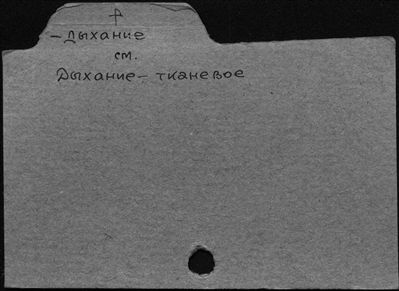 – дыхание
см.
Дыхание – тканевое